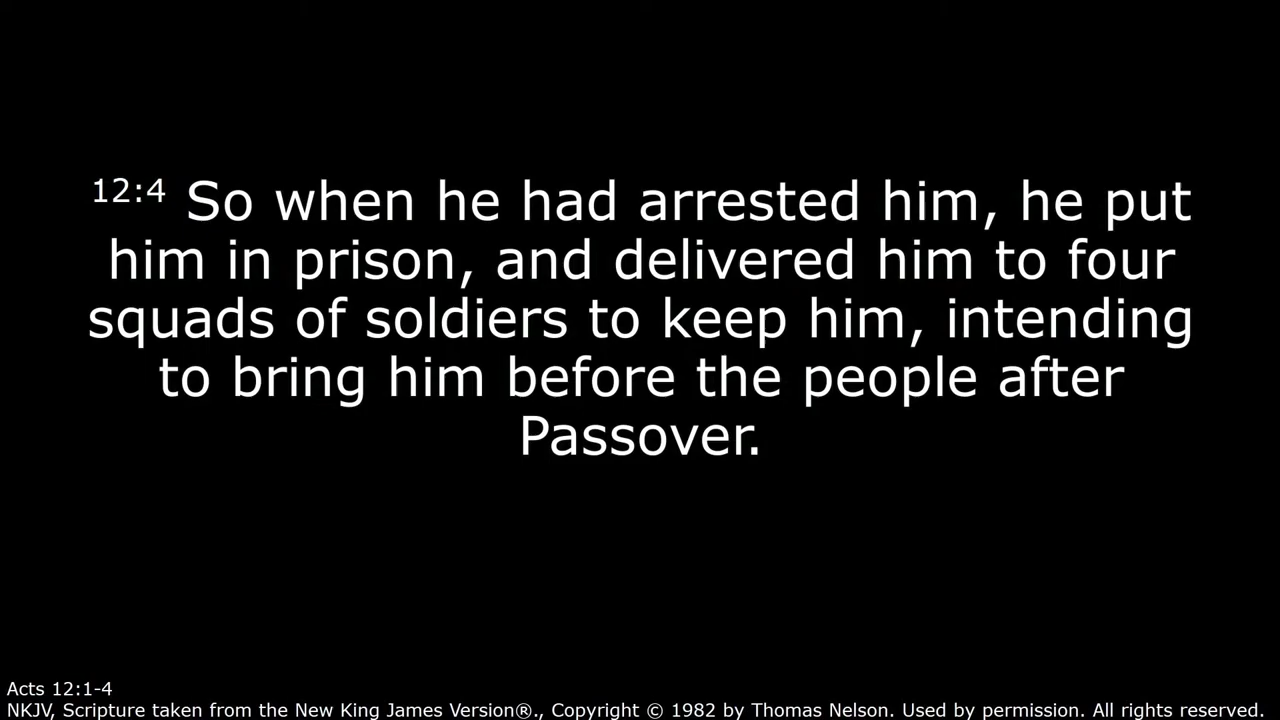 12:4 So when he had arrested him, he put
him in prison, and delivered him to four
squads of soldiers to keep him, intending
to bring him before the people after
Passover.
Acts 12:1-4
NKJV, Scripture taken from the New King James Version®., Copyright © 1982 by Thomas Nelson. Used by permission. All rights reserved.